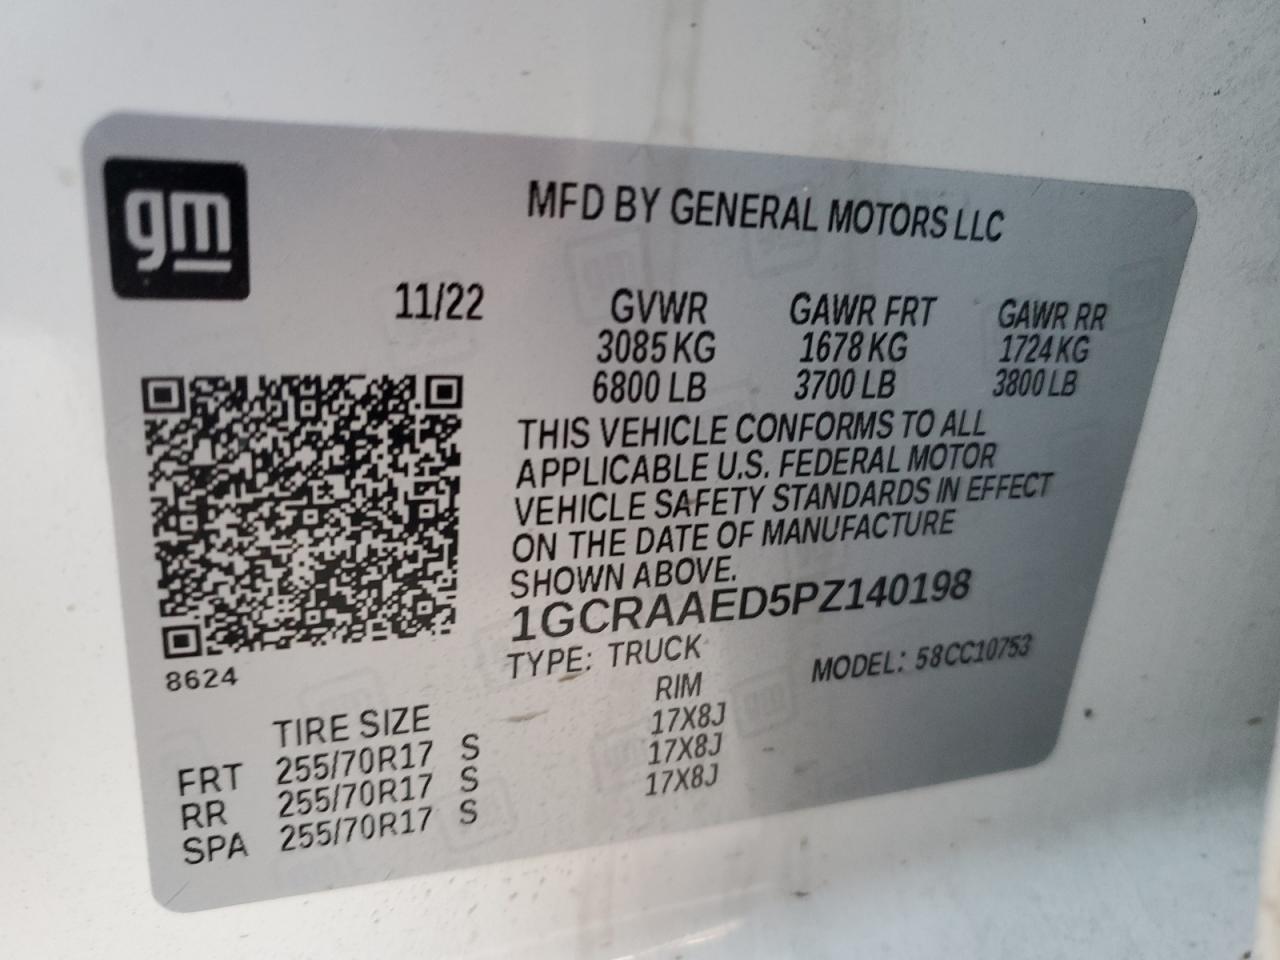 gm
MFD BY GENERAL MOTORS LLC
11/22 GVWR GAWR FRT GAWR RR
3085 KG 1678 KG 1724 KG
6800 LB 3700 LB 3800 LB
THIS VEHICLE CONFORMS TO ALL
APPLICABLE U.S. FEDERAL MOTOR
VEHICLE SAFETY STANDARDS IN EFFECT
ON THE DATE OF MANUFACTURE
SHOWN ABOVE.
1GCRAAED5PZ140198
TYPE: TRUCK MODEL: 58CC10753
8624
TIRE SIZE RIM
FRT 255/70R17 S 17X8J
RR 255/70R17 S 17X8J
SPA 255/70R17 S 17X8J